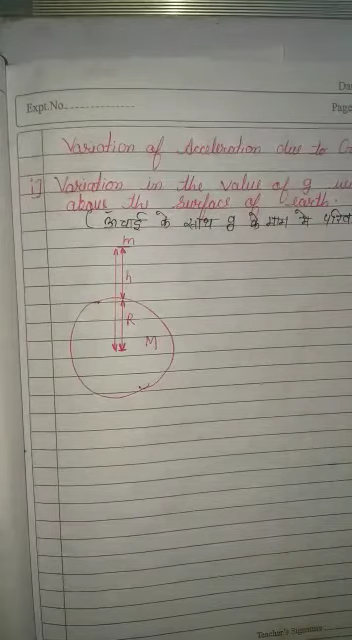 Expt.No.
Page
Variation of Acceleration due to
i) Variation in the value of g
above the surface of earth.
(ऊंचाई के साथ g के मान में
m
h
R
M
Teacher's Signature